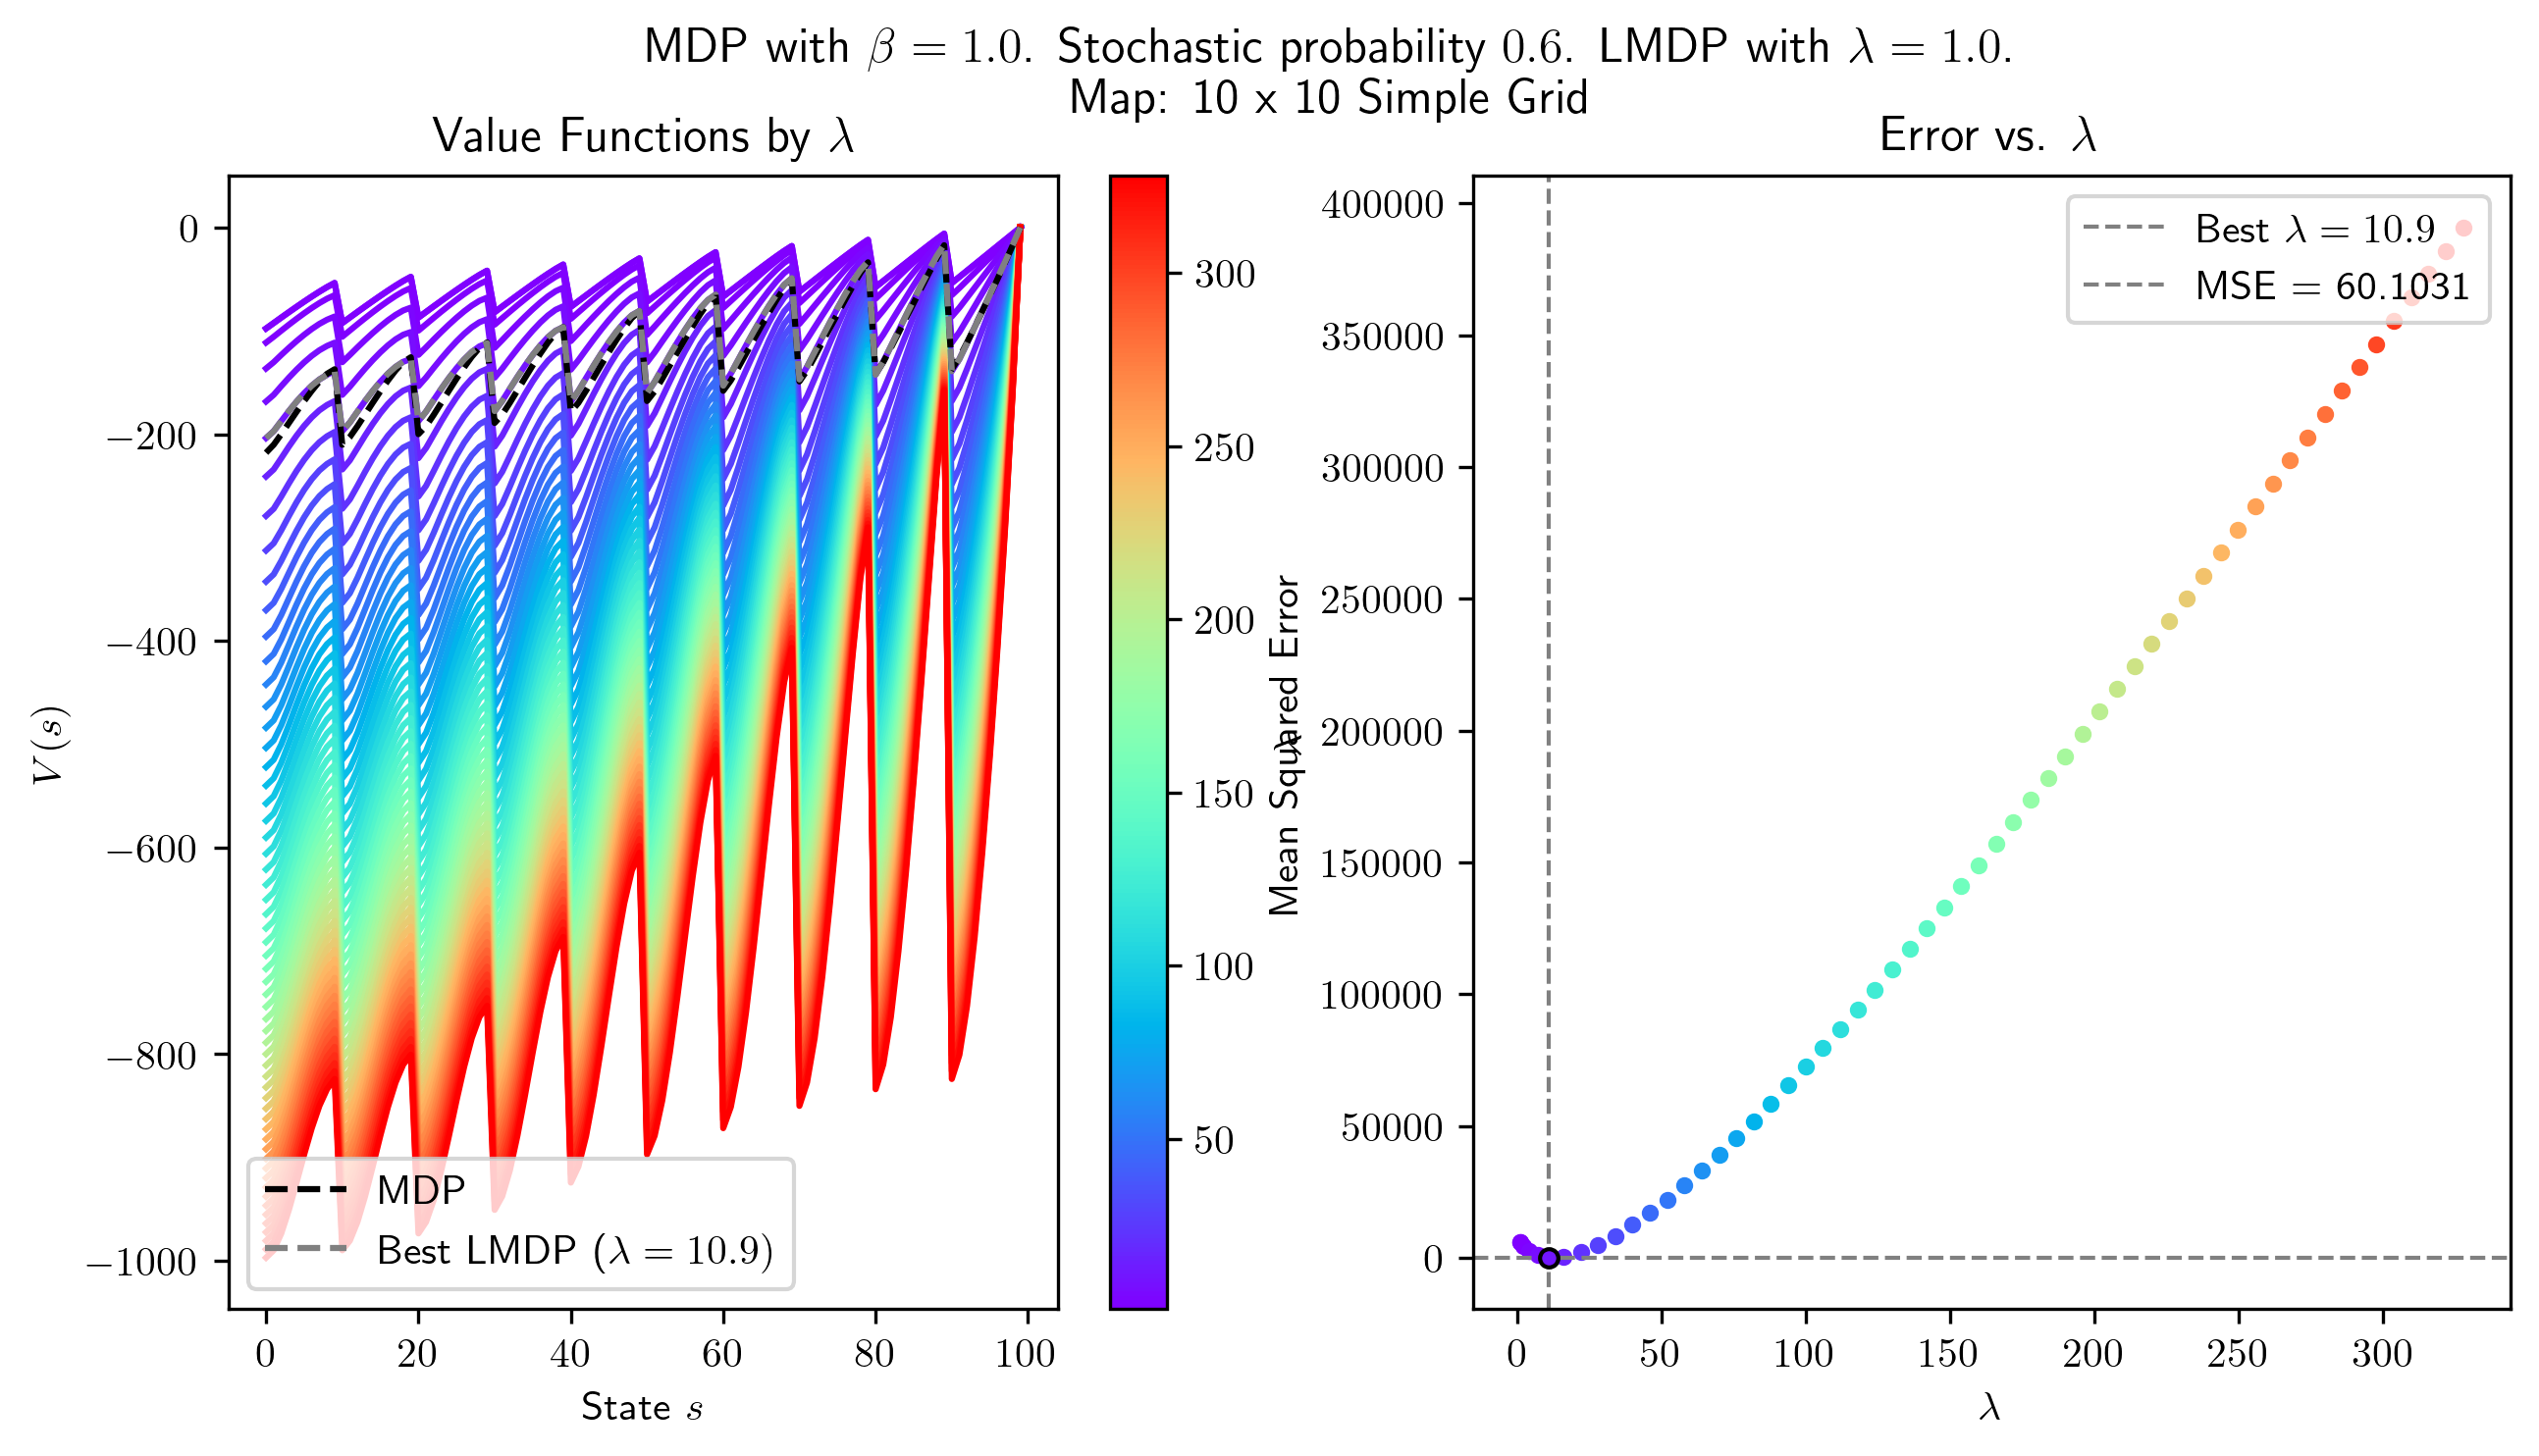 MDP with β = 1.0. Stochastic probability 0.6. LMDP with λ = 1.0.
Map: 10 x 10 Simple Grid
Value Functions by λ
0
−200
−400
−600
−800
−1000
V(s)
0 20 40 60 80 100
State s
MDP
Best LMDP (λ = 10.9)
300
250
200
150
100
50
λ
Error vs. λ
400000
350000
300000
250000
200000
150000
100000
50000
0
Mean Squared Error
0 50 100 150 200 250 300
λ
Best λ = 10.9
MSE = 60.1031